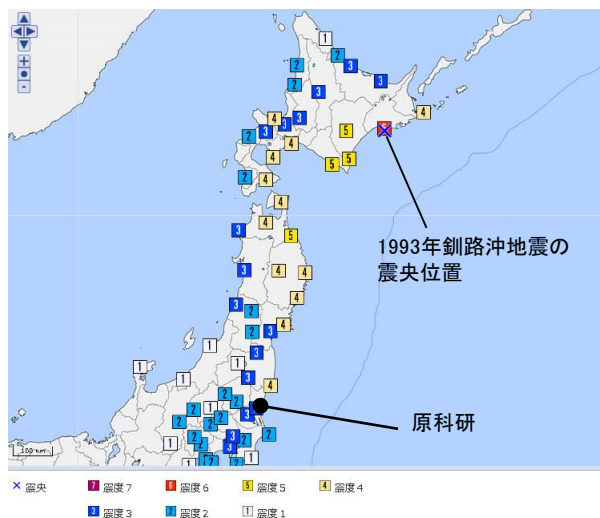 1993年釧路沖地震の
震央位置
原科研
100 km
× 震央
7 震度７
6 震度６
5 震度５
4 震度４
3 震度３
2 震度２
1 震度１